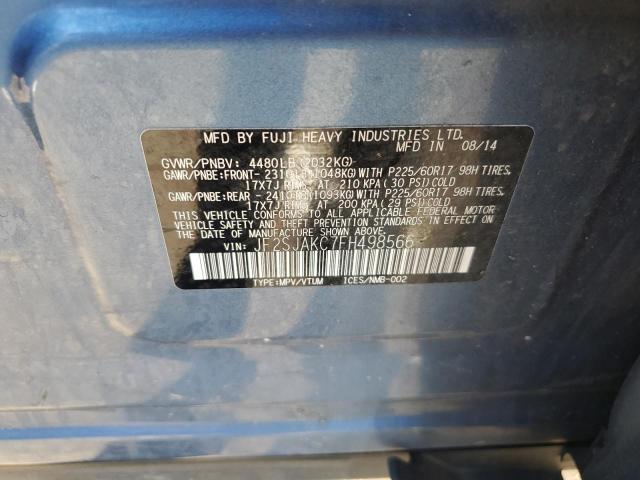 MFD BY FUJI HEAVY INDUSTRIES LTD.
MFD IN 08/14
GVWR/PNBV: 4480LB (2032KG)
GAWR/PNBE:FRONT- 2310LB(1048KG)WITH P225/60R17 98H TIRES,
17X7J RIMS, AT 210 KPA (30 PSI)COLD
GAWR/PNBE:REAR - 2410LB(1093KG)WITH P225/60R17 98H TIRES,
17X7J RIMS, AT 200 KPA (29 PSI)COLD
THIS VEHICLE CONFORMS TO ALL APPLICABLE FEDERAL MOTOR
VEHICLE SAFETY AND THEFT PREVENTION STANDARDS IN EFFECT ON
THE DATE OF MANUFACTURE SHOWN ABOVE.
VIN: JF2SJAKC7FH498566
TYPE:MPV/VTUM ICES/NMB-002